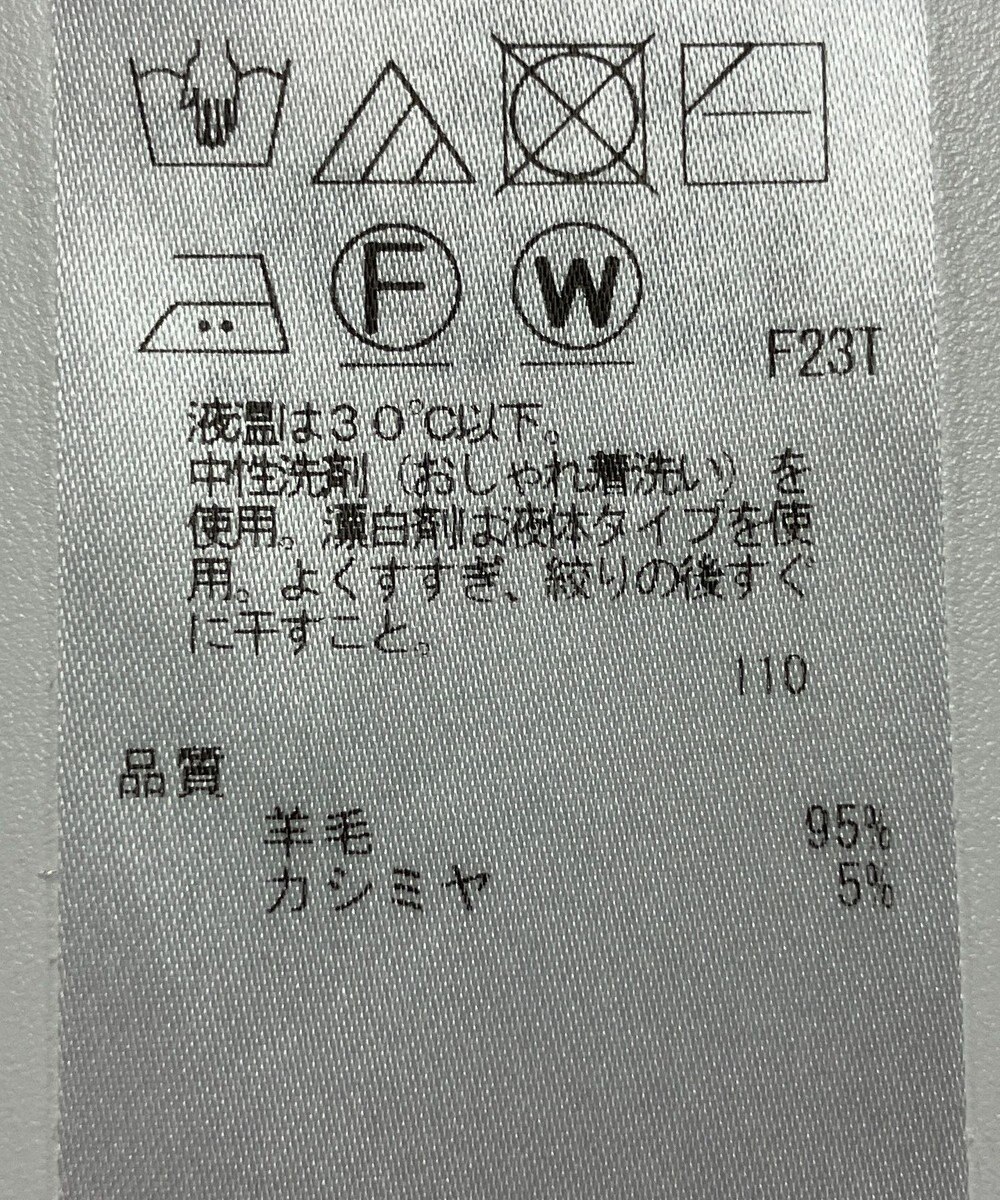 F W
F23T
液温は30℃以下。
中性洗剤（おしゃれ着洗い）を
使用。漂白剤は液体タイプを使
用。よくすすぎ、絞りの後すぐ
に干すこと。
110
品質
羊毛 95%
カシミヤ 5%